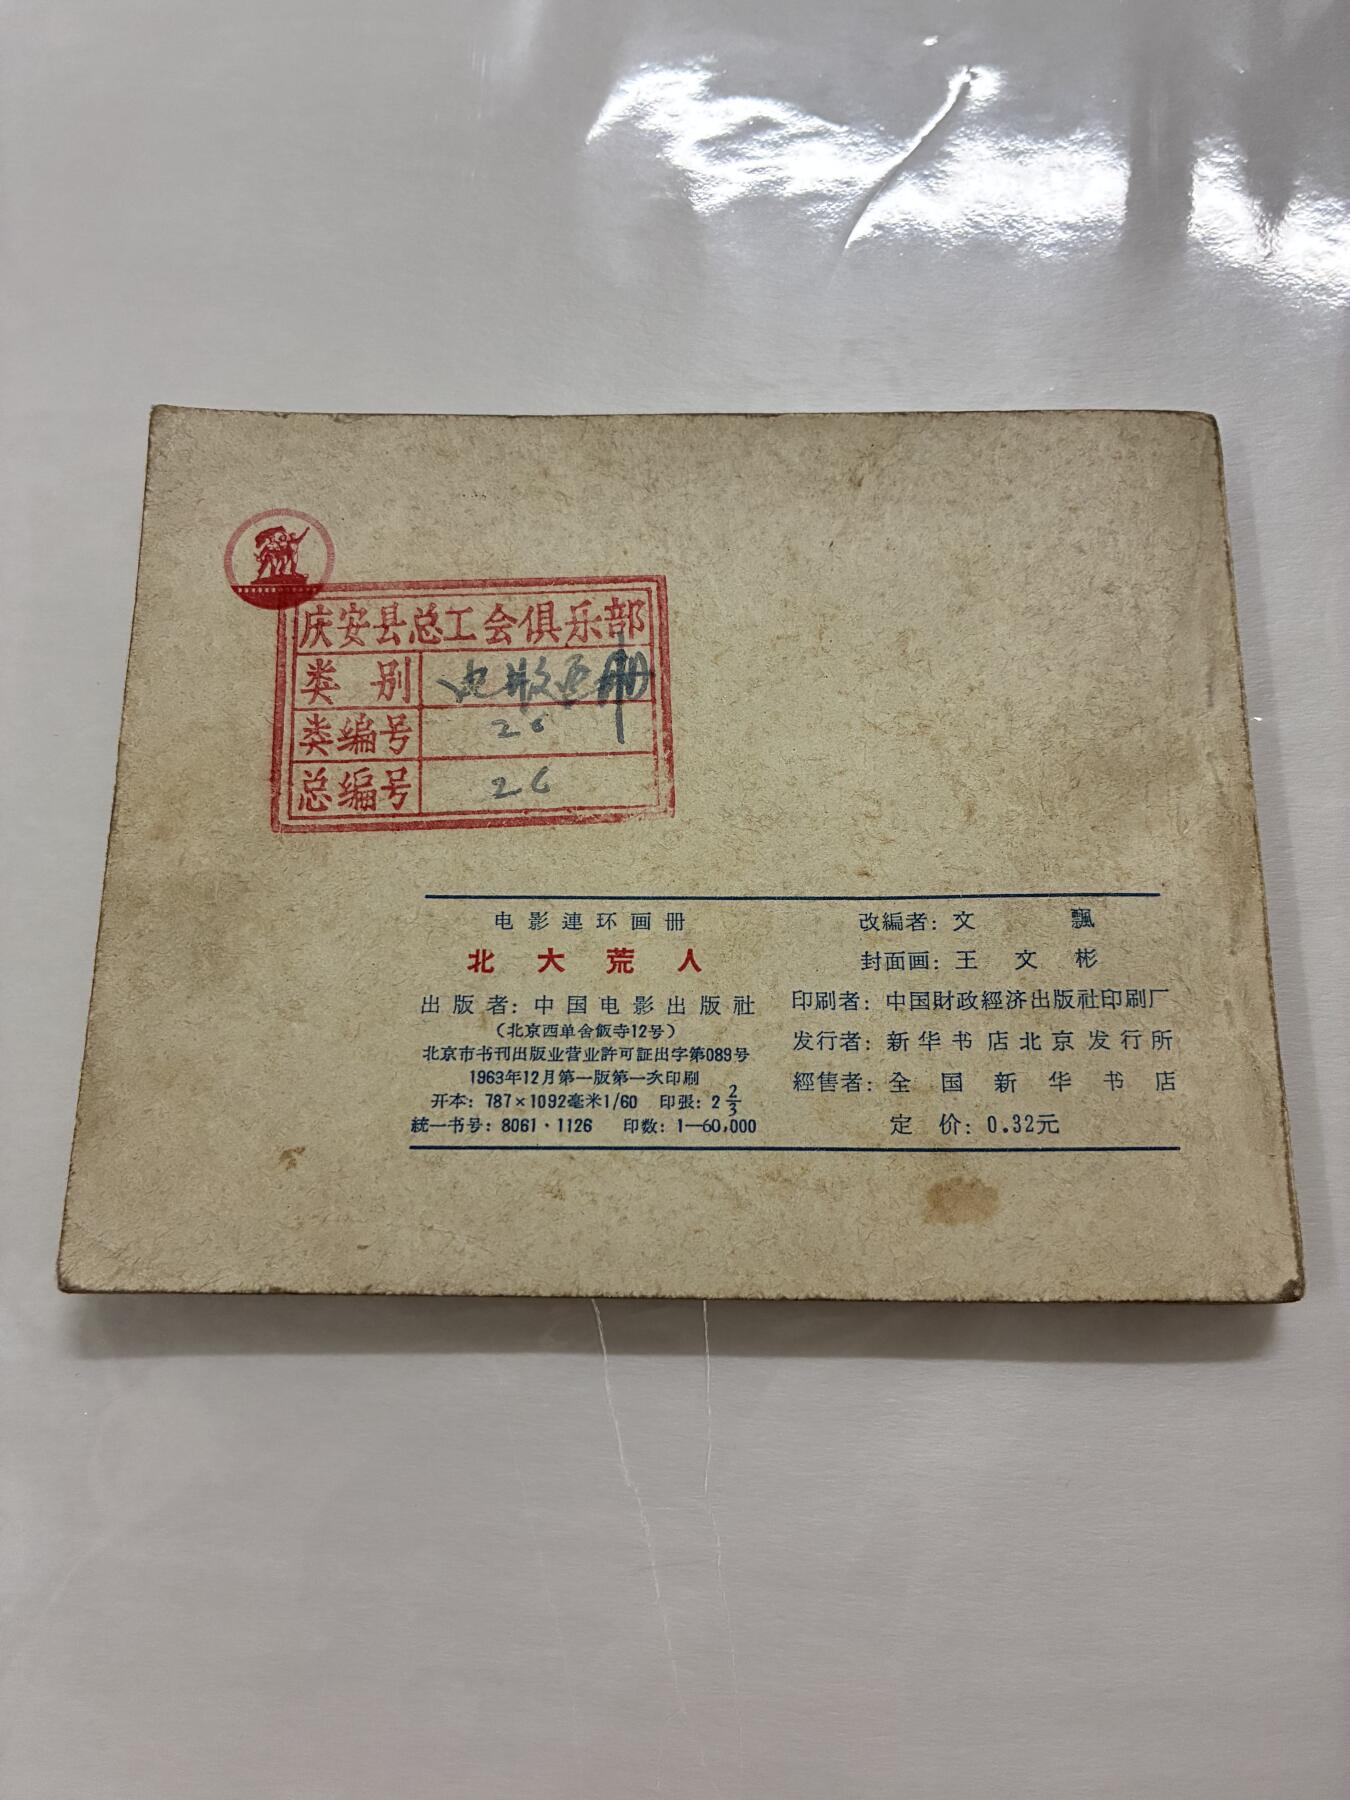 庆安县总工会俱乐部
类别
类编号 26
总编号 26
电影連环画册
北大荒人
出版者：中国电影出版社
（北京西单舍飯寺12号）
北京市书刊出版业营业許可証出字第089号
1963年12月第一版第一次印刷
开本：787×1092毫米1/60 印張：2 2/3
統一书号：8061·1126 印数：1—60,000
改編者：文飄
封面画：王文彬
印刷者：中国財政經济出版社印刷厂
发行者：新华书店北京发行所
經售者：全国新华书店
定价：0.32元